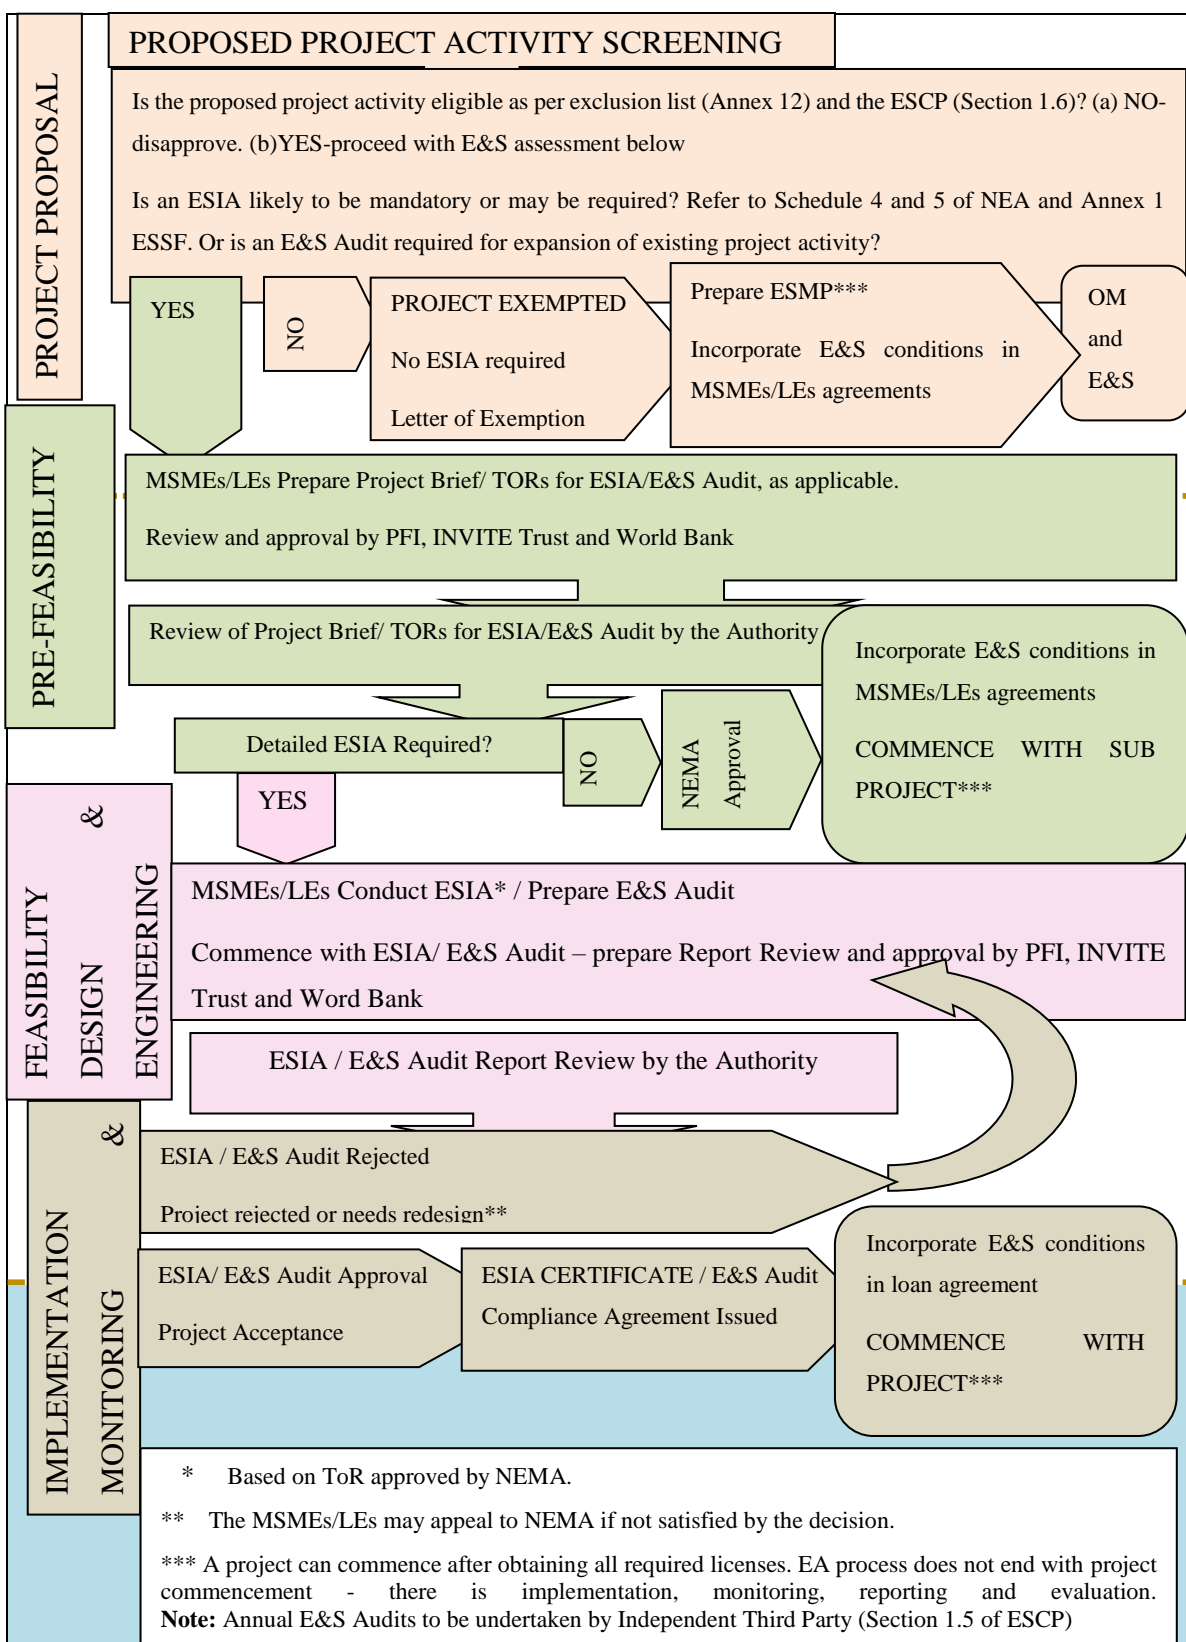 PROJECT PROPOSAL
PROPOSED PROJECT ACTIVITY SCREENING
Is the proposed project activity eligible as per exclusion list (Annex 12) and the ESCP (Section 1.6)? (a) NO-
disapprove. (b)YES-proceed with E&S assessment below
Is an ESIA likely to be mandatory or may be required? Refer to Schedule 4 and 5 of NEA and Annex 1
ESSF. Or is an E&S Audit required for expansion of existing project activity?
YES
NO
PROJECT EXEMPTED
No ESIA required
Letter of Exemption
Prepare ESMP***
Incorporate E&S conditions in
MSMEs/LEs agreements
OM
and
E&S
PRE-FEASIBILITY
MSMEs/LEs Prepare Project Brief/ TORs for ESIA/E&S Audit, as applicable.
Review and approval by PFI, INVITE Trust and World Bank
Review of Project Brief/ TORs for ESIA/E&S Audit by the Authority
Detailed ESIA Required?
NO
NEMA
Approval
Incorporate E&S conditions in
MSMEs/LEs agreements
COMMENCE WITH SUB
PROJECT***
YES
FEASIBILITY &
DESIGN &
ENGINEERING
MSMEs/LEs Conduct ESIA* / Prepare E&S Audit
Commence with ESIA/ E&S Audit – prepare Report Review and approval by PFI, INVITE
Trust and Word Bank
ESIA / E&S Audit Report Review by the Authority
IMPLEMENTATION &
MONITORING
ESIA / E&S Audit Rejected
Project rejected or needs redesign**
ESIA/ E&S Audit Approval
Project Acceptance
ESIA CERTIFICATE / E&S Audit
Compliance Agreement Issued
Incorporate E&S conditions
in loan agreement
COMMENCE WITH
PROJECT***
* Based on ToR approved by NEMA.
** The MSMEs/LEs may appeal to NEMA if not satisfied by the decision.
*** A project can commence after obtaining all required licenses. EA process does not end with project
commencement - there is implementation, monitoring, reporting and evaluation.
Note: Annual E&S Audits to be undertaken by Independent Third Party (Section 1.5 of ESCP)